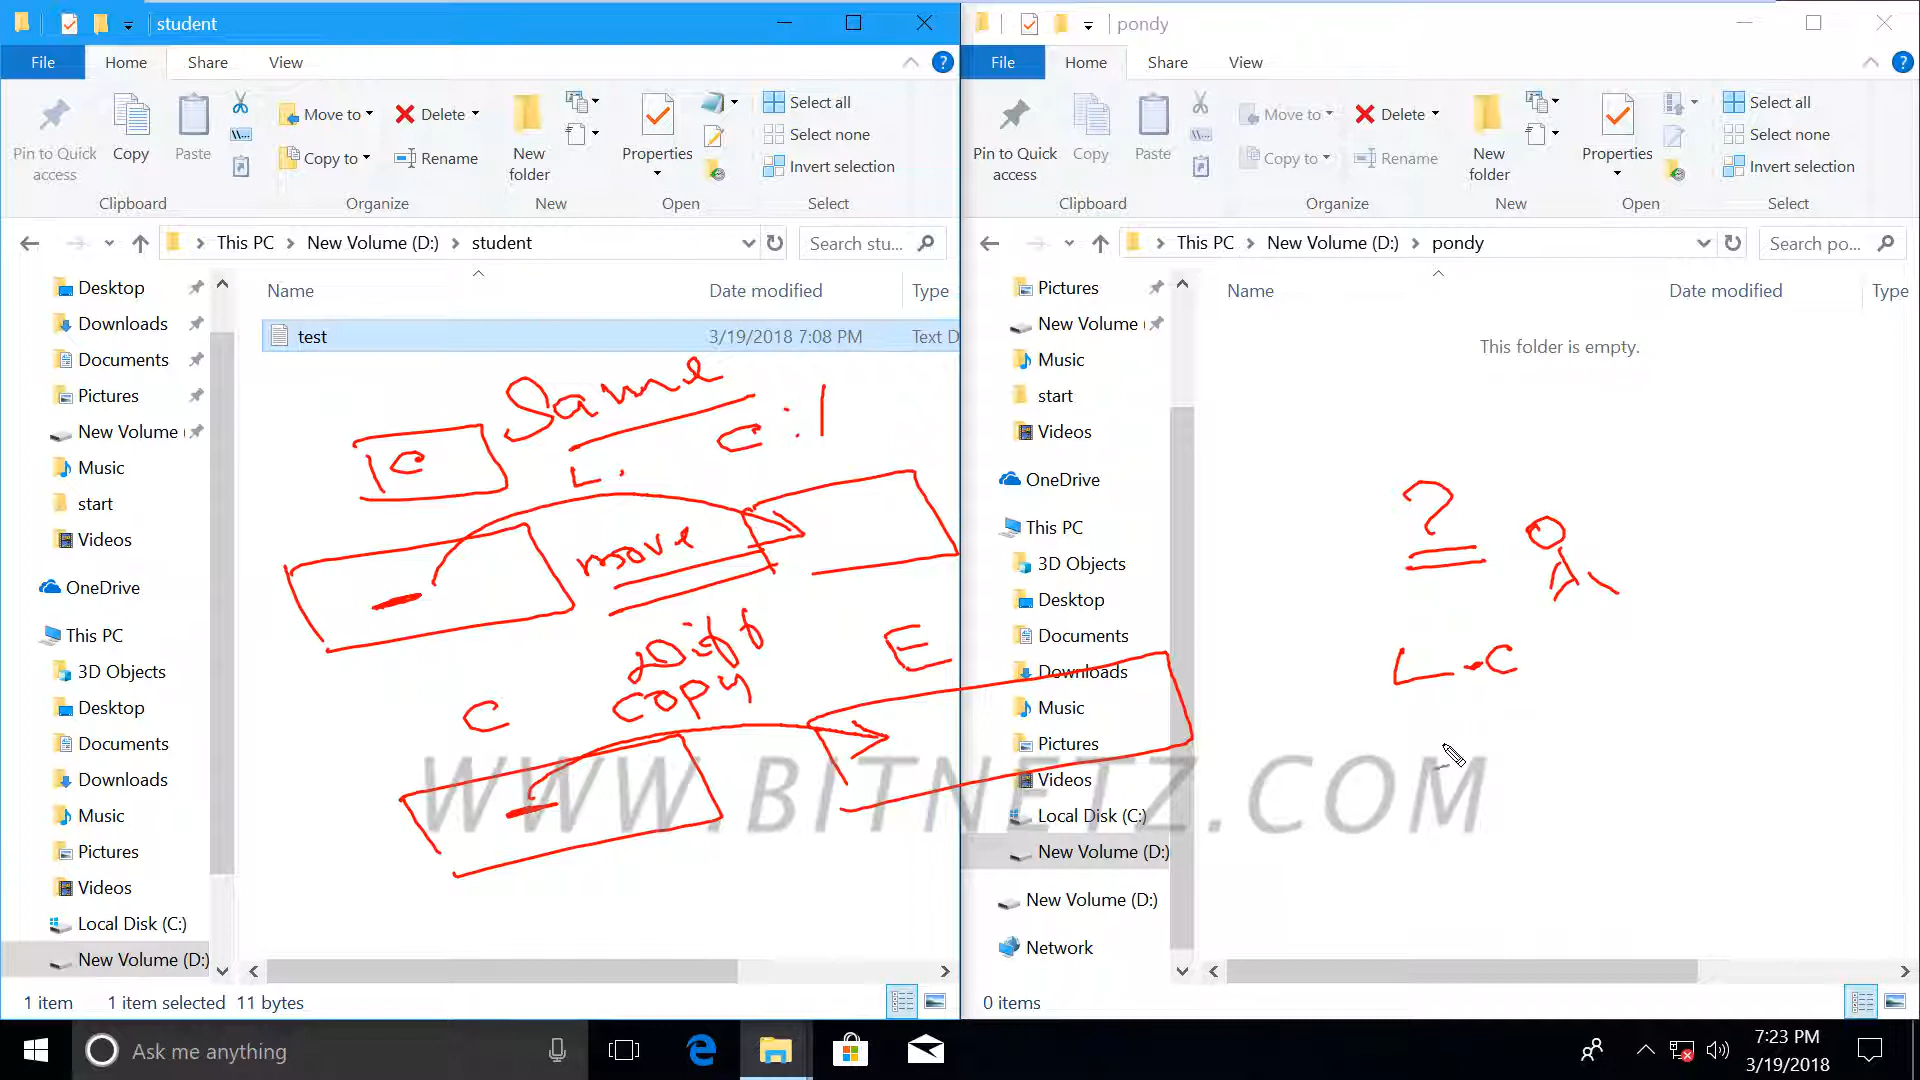 student
File Home Share View
Pin to Quick access
Copy
Paste
Move to
Copy to
Delete
Rename
New folder
Properties
Select all
Select none
Invert selection
Clipboard Organize New Open Select
This PC New Volume (D:) student
Search stu...
Name Date modified Type
test 3/19/2018 7:08 PM Text D
Desktop
Downloads
Documents
Pictures
New Volume (
Music
start
Videos
OneDrive
This PC
3D Objects
Desktop
Documents
Downloads
Music
Pictures
Videos
Local Disk (C:)
New Volume (D:)
1 item 1 item selected 11 bytes
Same
C
L.
C :
move
Diff
copy
C
E
pondy
File Home Share View
Pin to Quick access
Copy
Paste
Move to
Copy to
Delete
Rename
New folder
Properties
Select all
Select none
Invert selection
Clipboard Organize New Open Select
This PC New Volume (D:) pondy
Search po...
Name Date modified Type
This folder is empty.
Pictures
New Volume (
Music
start
Videos
OneDrive
This PC
3D Objects
Desktop
Documents
Downloads
Music
Pictures
Videos
Local Disk (C:)
New Volume (D:)
New Volume (D:)
Network
0 items
?
L - C
WWW.BITNETZ.COM
Ask me anything
7:23 PM
3/19/2018